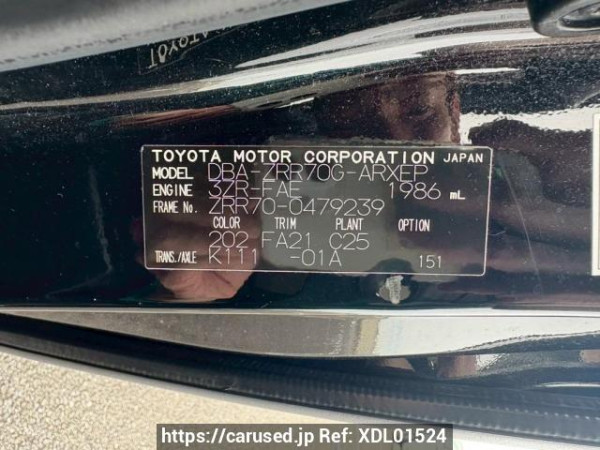 TOYOTA
TOYOTA MOTOR CORPORATION JAPAN
MODEL DBA-ZRR70G-ARXEP
ENGINE 3ZR-FAE 1986 mL
FRAME No. ZRR70-0479239
COLOR TRIM PLANT OPTION
202 FA21 C25
TRANS./AXLE K111 -01A 151
https://carused.jp Ref: XDL01524